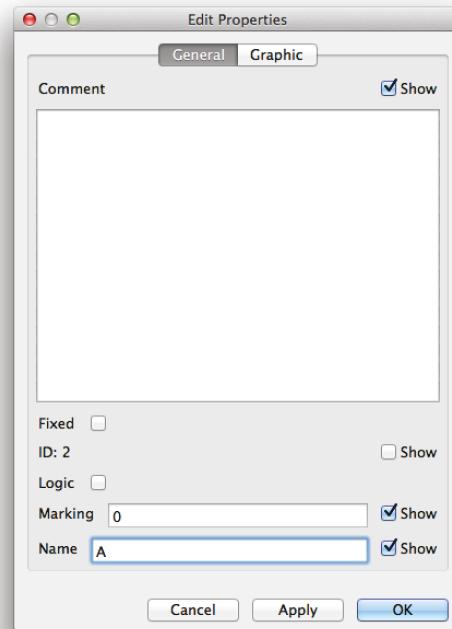 Edit Properties
General Graphic
Comment Show
Fixed
ID: 2 Show
Logic
Marking 0 Show
Name A Show
Cancel Apply OK